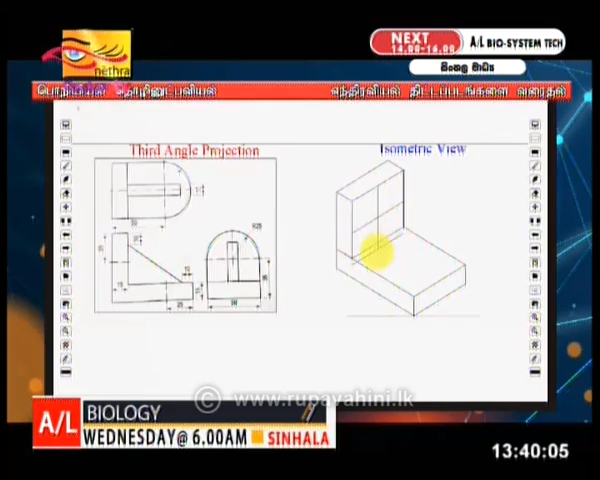 NEXT
14.00-16.00
A/L BIO-SYSTEM TECH
සිංහල මාධ්‍ය
nethra
பொறியியல் தொழினுட்பவியல்
எந்திரவியல் திட்டப்படங்களை வரைதல்
Third Angle Projection
Isometric View
© www.rupavahini.lk
A/L
BIOLOGY
WEDNESDAY@ 6.00AM
SINHALA
13:40:05